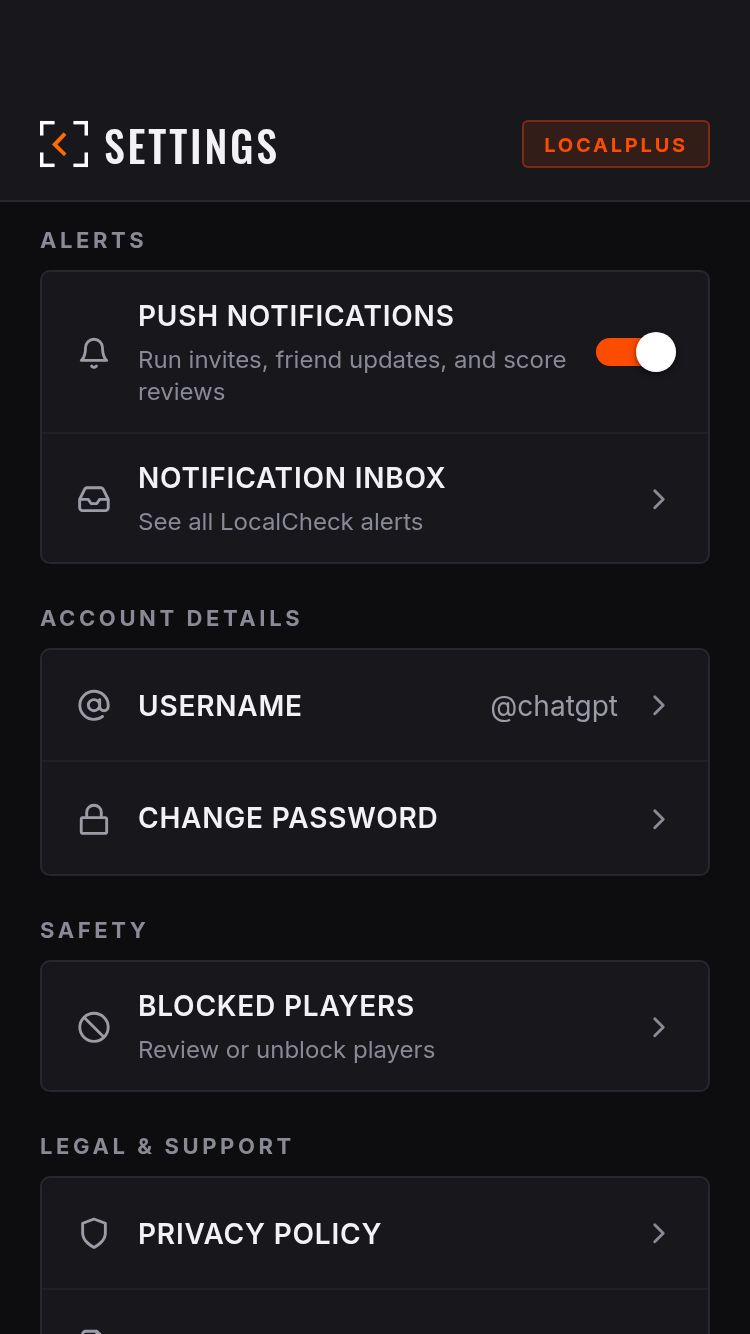 SETTINGS
LOCALPLUS
ALERTS
PUSH NOTIFICATIONS
Run invites, friend updates, and score
reviews
NOTIFICATION INBOX
See all LocalCheck alerts
ACCOUNT DETAILS
USERNAME @chatgpt
CHANGE PASSWORD
SAFETY
BLOCKED PLAYERS
Review or unblock players
LEGAL & SUPPORT
PRIVACY POLICY